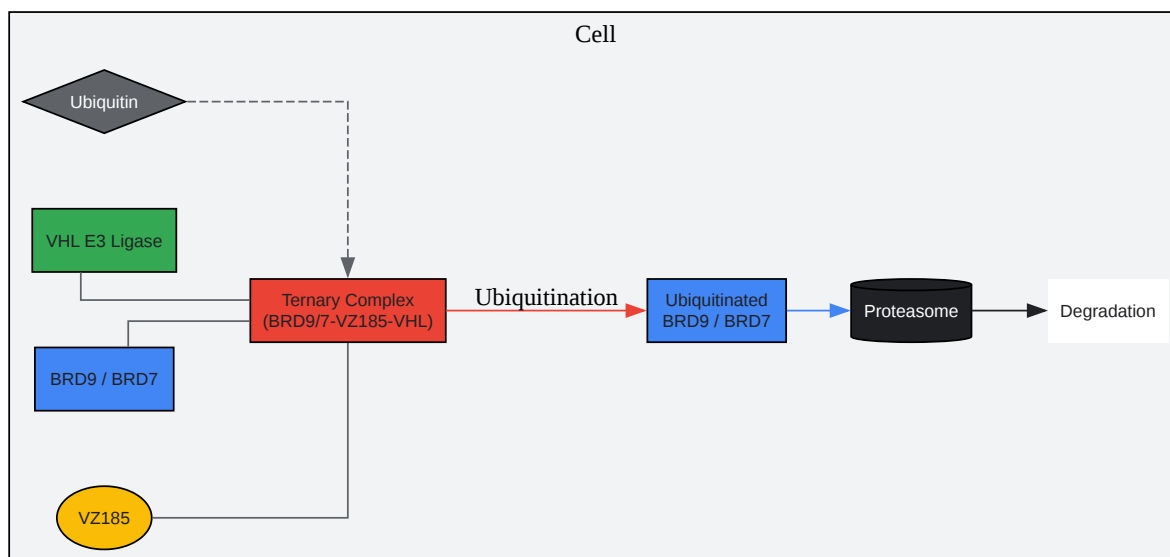 Cell
Ubiquitin
VHL E3 Ligase
BRD9 / BRD7
VZ185
Ternary Complex
(BRD9/7-VZ185-VHL)
Ubiquitination
Ubiquitinated
BRD9 / BRD7
Proteasome
Degradation